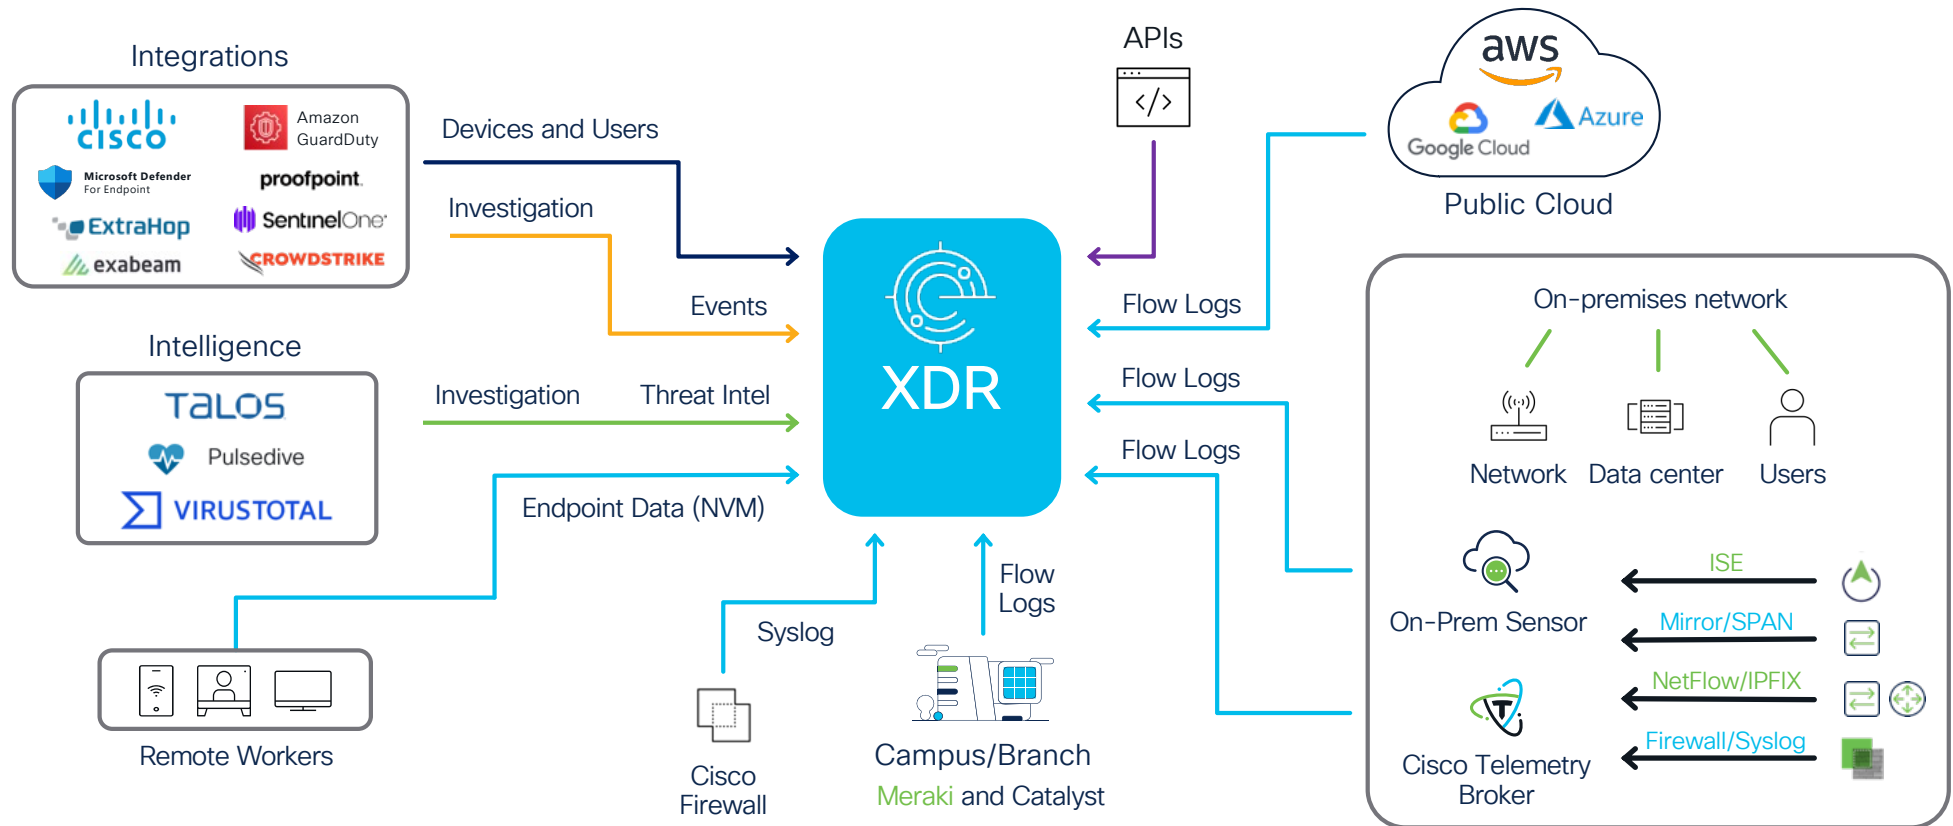 Integrations
CISCO
Amazon
GuardDuty
Microsoft Defender
For Endpoint
proofpoint.
ExtraHop
SentinelOne
exabeam
CROWDSTRIKE
Intelligence
TALOS
Pulsedive
VIRUSTOTAL
Remote Workers
Devices and Users
Investigation
Events
Investigation
Threat Intel
Endpoint Data (NVM)
Syslog
Cisco
Firewall
Flow
Logs
Campus/Branch
Meraki and Catalyst
XDR
APIs
</>
Flow Logs
Flow Logs
Flow Logs
aws
Google Cloud
Azure
Public Cloud
On-premises network
Network
Data center
Users
On-Prem Sensor
ISE
Mirror/SPAN
NetFlow/IPFIX
Firewall/Syslog
T
Cisco Telemetry
Broker